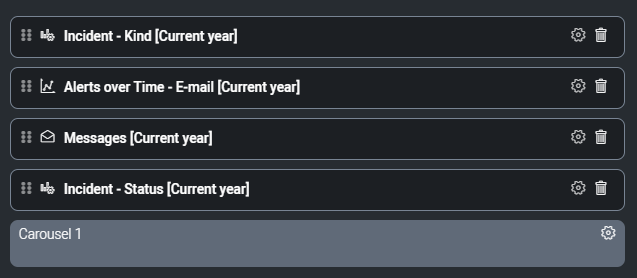 Incident - Kind [Current year]
Alerts over Time - E-mail [Current year]
Messages [Current year]
Incident - Status [Current year]
Carousel 1